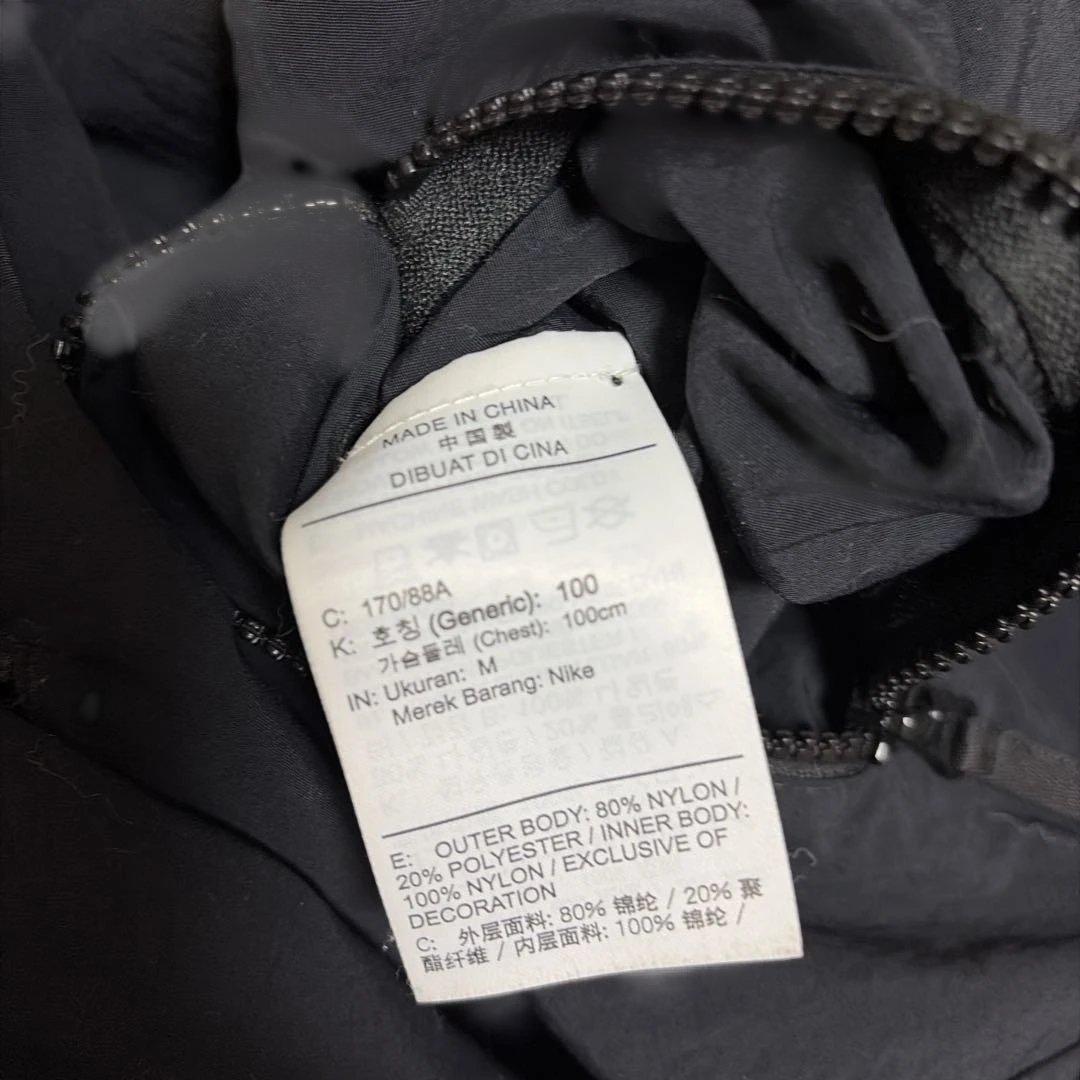 MADE IN CHINA
中国製
DIBUAT DI CINA
C: 170/88A
K: 호칭 (Generic): 100
가슴둘레 (Chest): 100cm
IN: Ukuran: M
Merek Barang: Nike
E: OUTER BODY: 80% NYLON /
20% POLYESTER / INNER BODY:
100% NYLON / EXCLUSIVE OF
DECORATION
C: 外层面料: 80% 锦纶 / 20% 聚
酯纤维 / 内层面料: 100% 锦纶 /